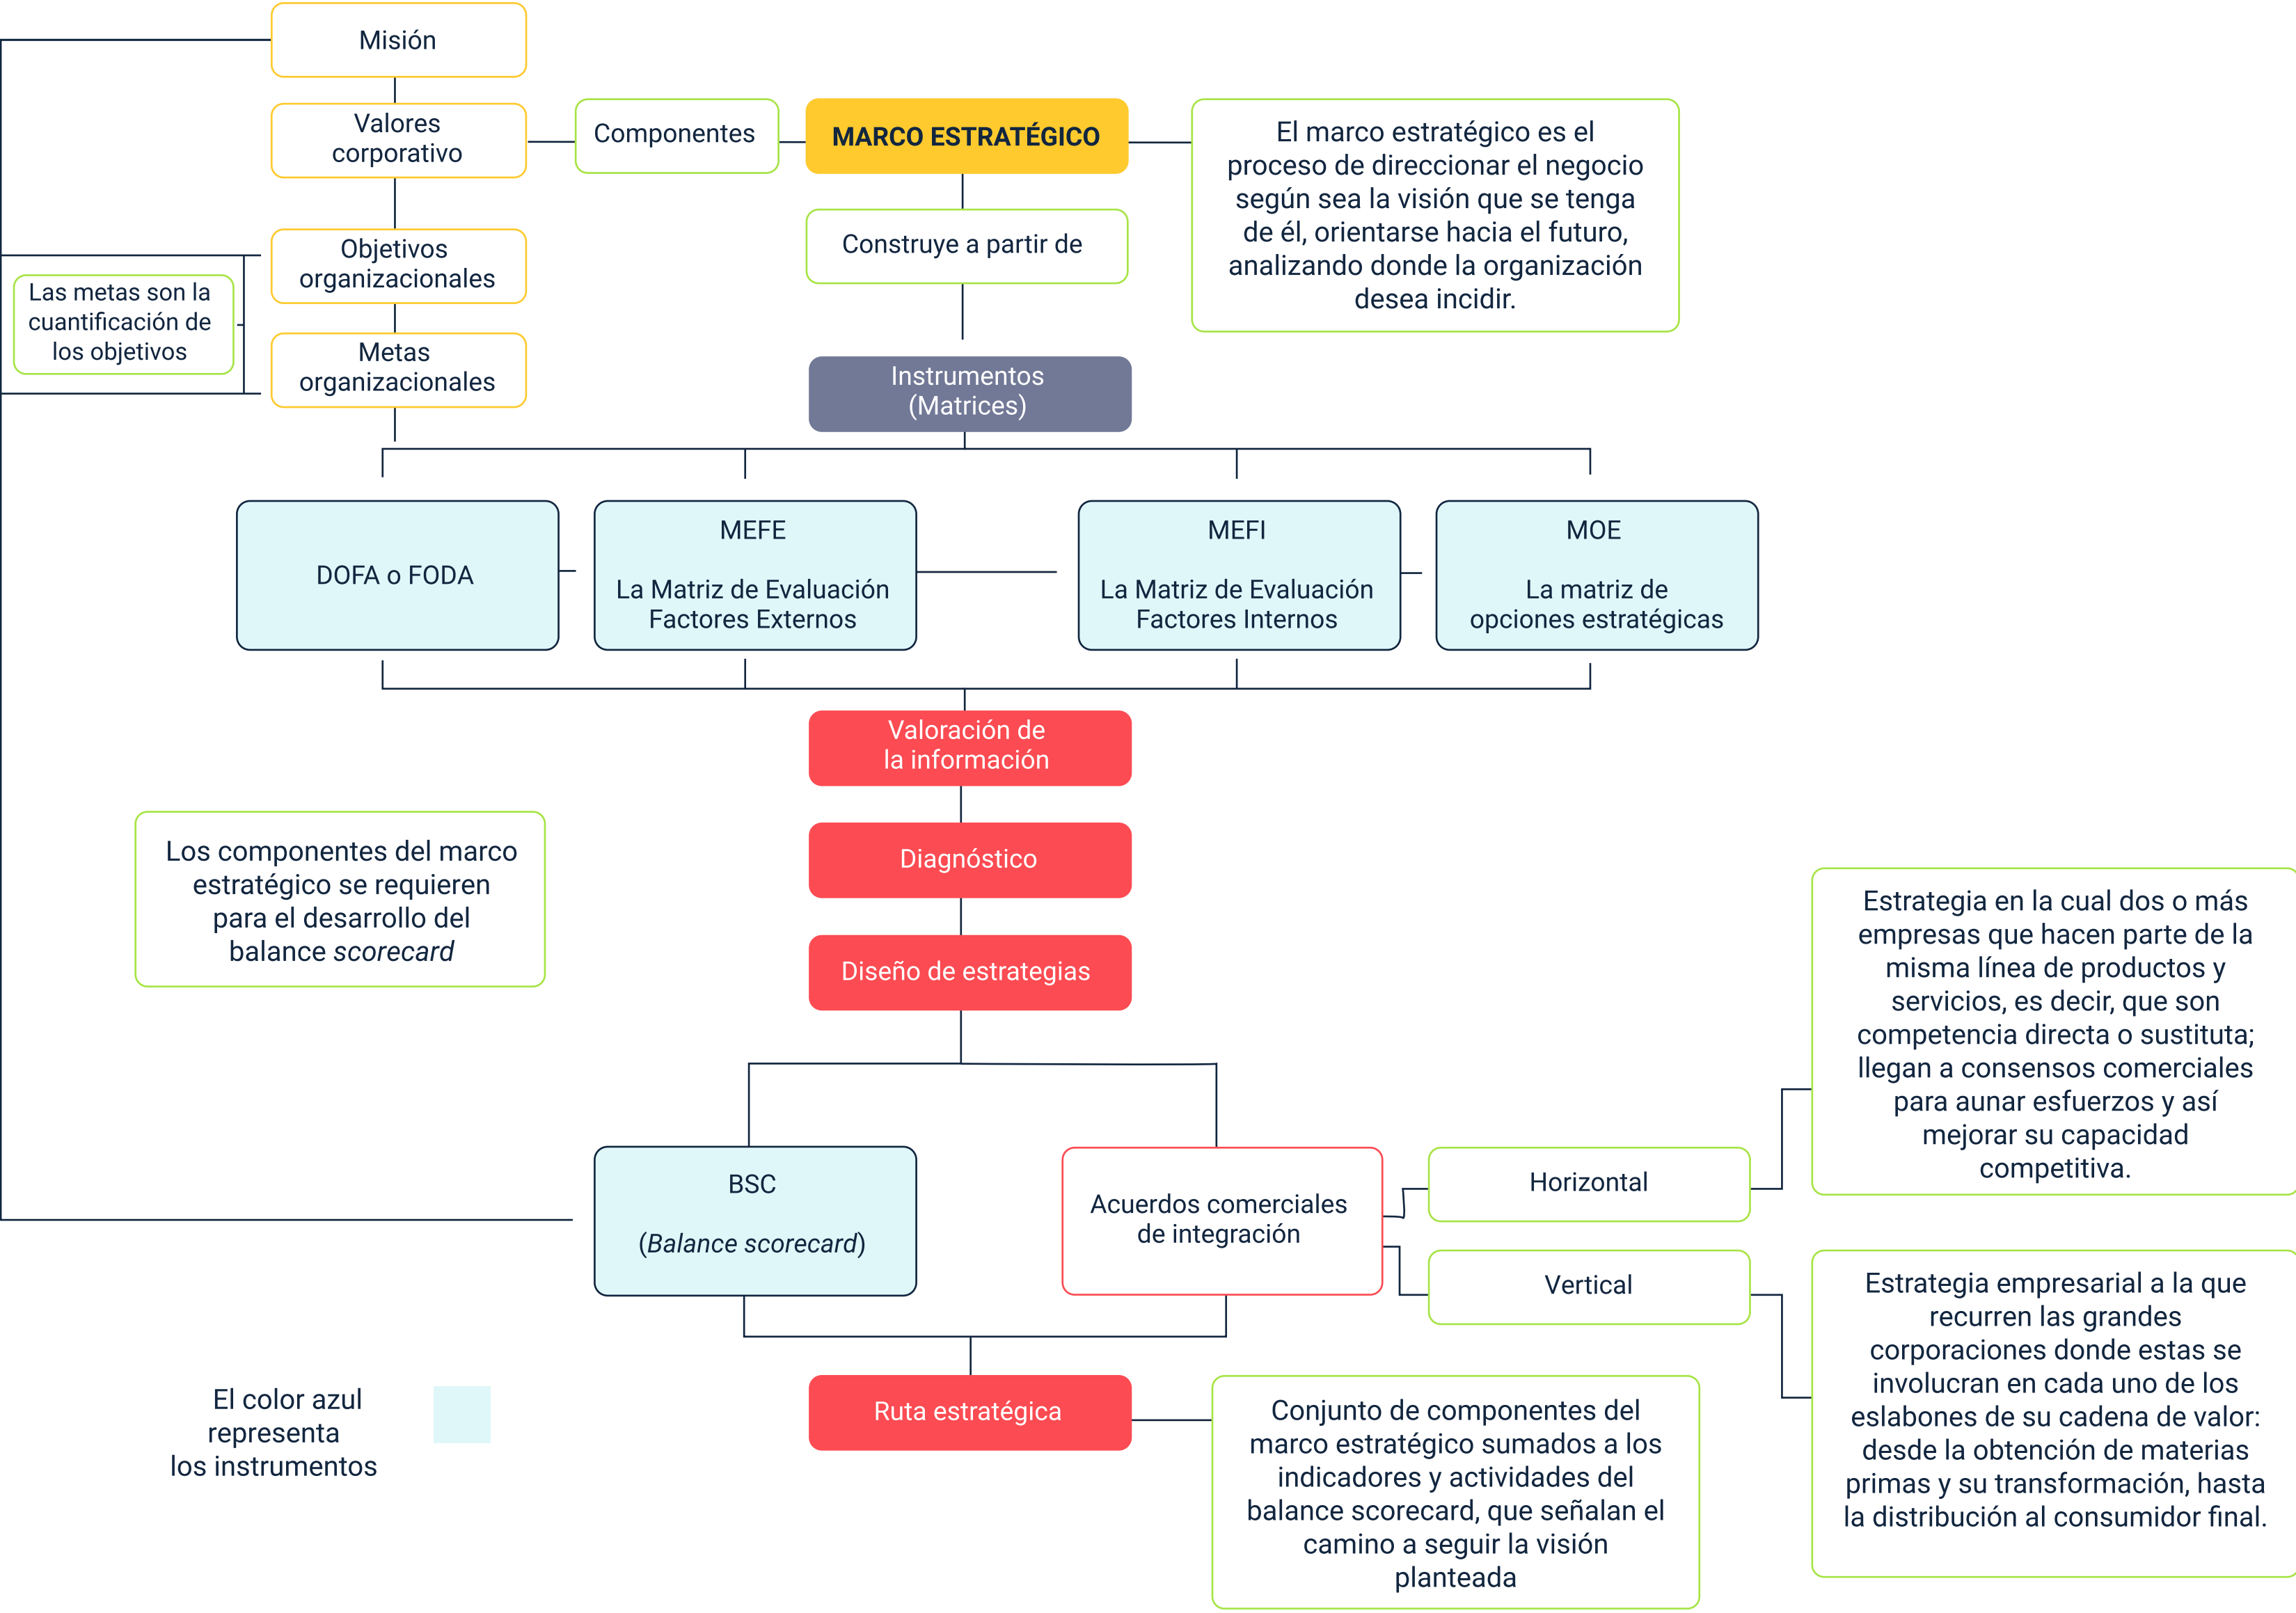 Misión
Valores
corporativo
Componentes
MARCO ESTRATÉGICO
El marco estratégico es el
proceso de direccionar el negocio
según sea la visión que se tenga
de él, orientarse hacia el futuro,
analizando donde la organización
desea incidir.
Construye a partir de
Objetivos
organizacionales
Las metas son la
cuantificación de
los objetivos
Metas
organizacionales
Instrumentos
(Matrices)
DOFA o FODA
MEFE
La Matriz de Evaluación
Factores Externos
MEFI
La Matriz de Evaluación
Factores Internos
MOE
La matriz de
opciones estratégicas
Valoración de
la información
Diagnóstico
Diseño de estrategias
Los componentes del marco
estratégico se requieren
para el desarrollo del
balance scorecard
BSC
(Balance scorecard)
Acuerdos comerciales
de integración
Horizontal
Estrategia en la cual dos o más
empresas que hacen parte de la
misma línea de productos y
servicios, es decir, que son
competencia directa o sustituta;
llegan a consensos comerciales
para aunar esfuerzos y así
mejorar su capacidad
competitiva.
Vertical
Estrategia empresarial a la que
recurren las grandes
corporaciones donde estas se
involucran en cada uno de los
eslabones de su cadena de valor:
desde la obtención de materias
primas y su transformación, hasta
la distribución al consumidor final.
Ruta estratégica
Conjunto de componentes del
marco estratégico sumados a los
indicadores y actividades del
balance scorecard, que señalan el
camino a seguir la visión
planteada
El color azul
representa
los instrumentos